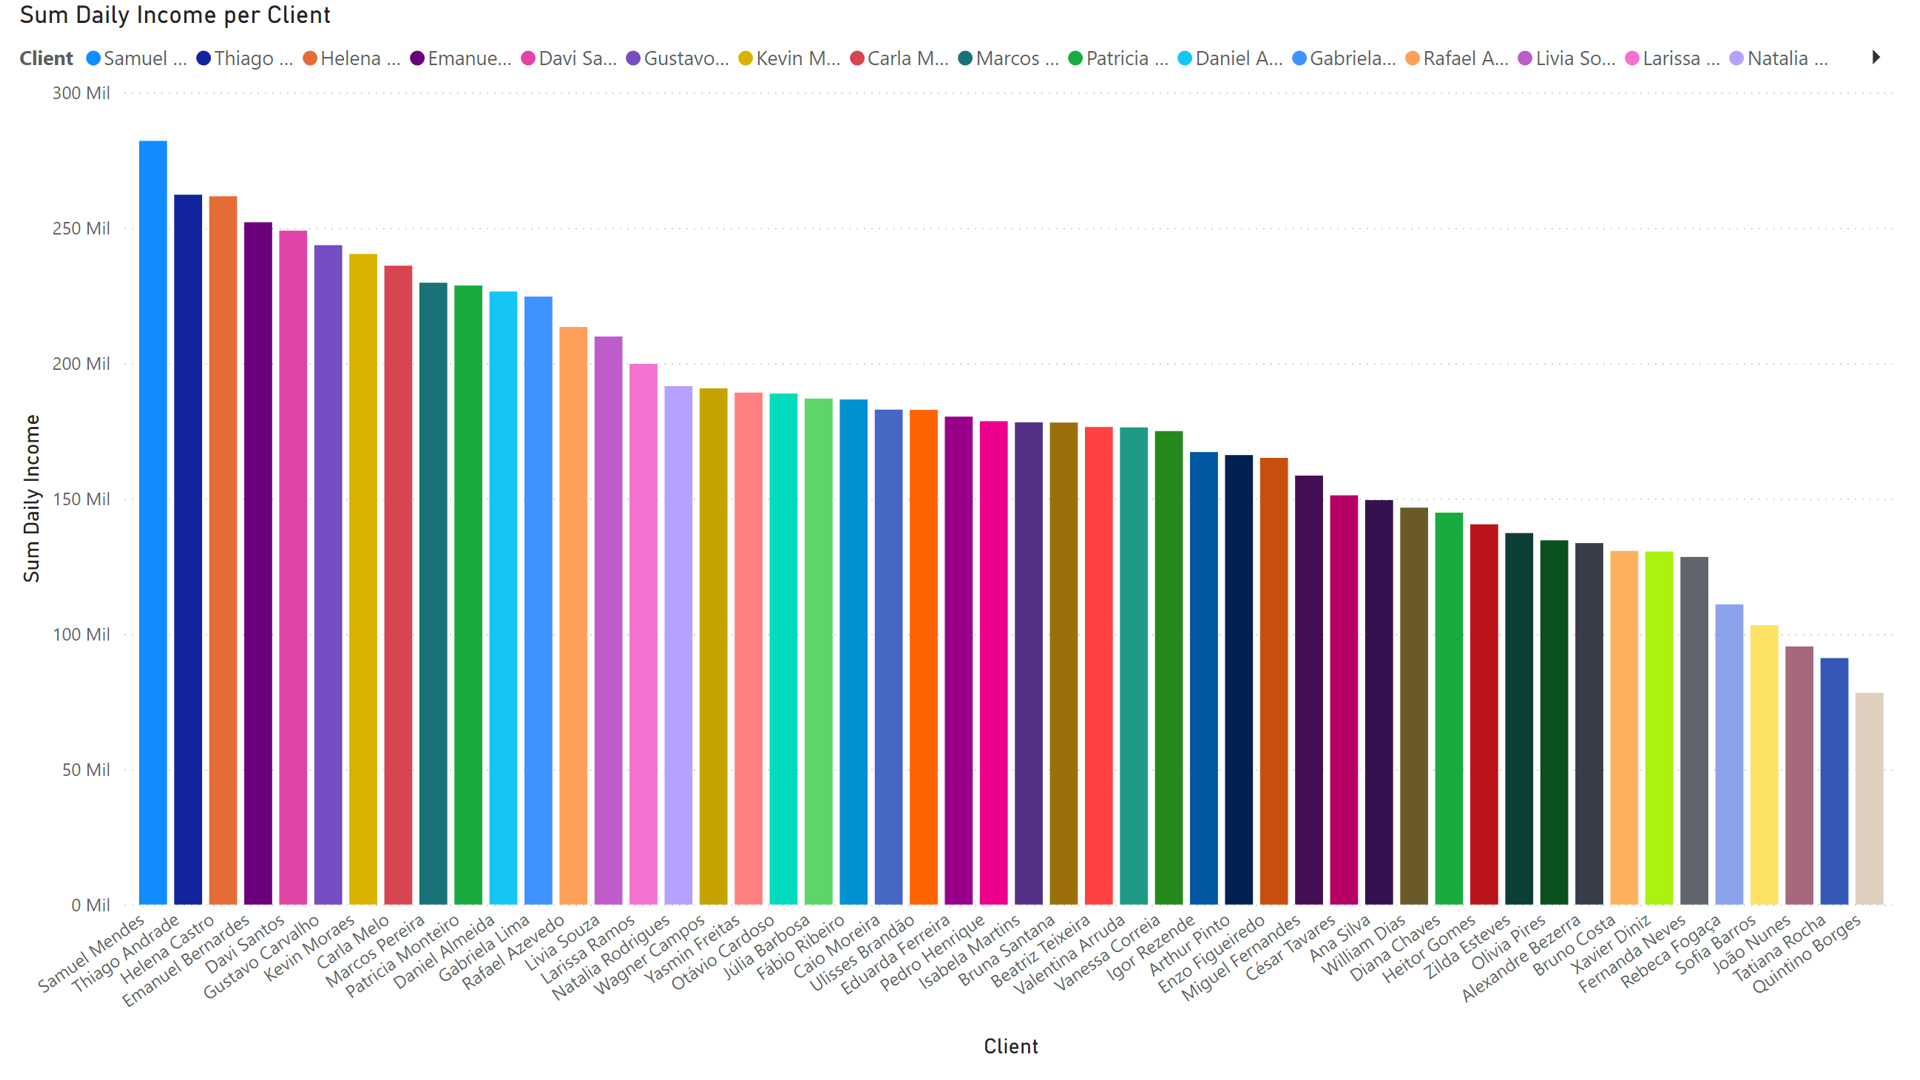 Sum Daily Income per Client
Client Samuel ... Thiago ... Helena ... Emanue... Davi Sa... Gustavo... Kevin M... Carla M... Marcos ... Patricia ... Daniel A... Gabriela... Rafael A... Livia So... Larissa ... Natalia ...
300 Mil
250 Mil
200 Mil
150 Mil
100 Mil
50 Mil
0 Mil
Sum Daily Income
Samuel Mendes
Thiago Andrade
Helena Castro
Emanuel Bernardes
Davi Santos
Gustavo Carvalho
Kevin Moraes
Carla Melo
Marcos Pereira
Patricia Monteiro
Daniel Almeida
Gabriela Lima
Rafael Azevedo
Livia Souza
Larissa Ramos
Natalia Rodrigues
Wagner Campos
Yasmin Freitas
Otávio Cardoso
Júlia Barbosa
Fábio Ribeiro
Caio Moreira
Ulisses Brandão
Eduarda Ferreira
Pedro Henrique
Isabela Martins
Bruna Santana
Beatriz Teixeira
Valentina Arruda
Vanessa Correia
Igor Rezende
Arthur Pinto
Enzo Figueiredo
Miguel Fernandes
César Tavares
Ana Silva
William Dias
Diana Chaves
Heitor Gomes
Zilda Esteves
Olivia Pires
Alexandre Bezerra
Bruno Costa
Xavier Diniz
Fernanda Neves
Rebeca Fogaça
Sofia Barros
João Nunes
Tatiana Rocha
Quintino Borges
Client